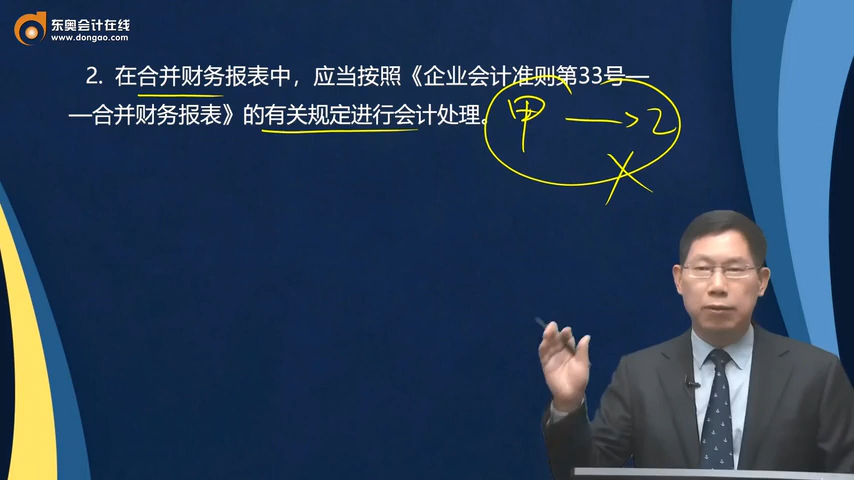 东奥会计在线
www.dongao.com
2. 在合并财务报表中，应当按照《企业会计准则第33号—
—合并财务报表》的有关规定进行会计处理。
甲 → 乙